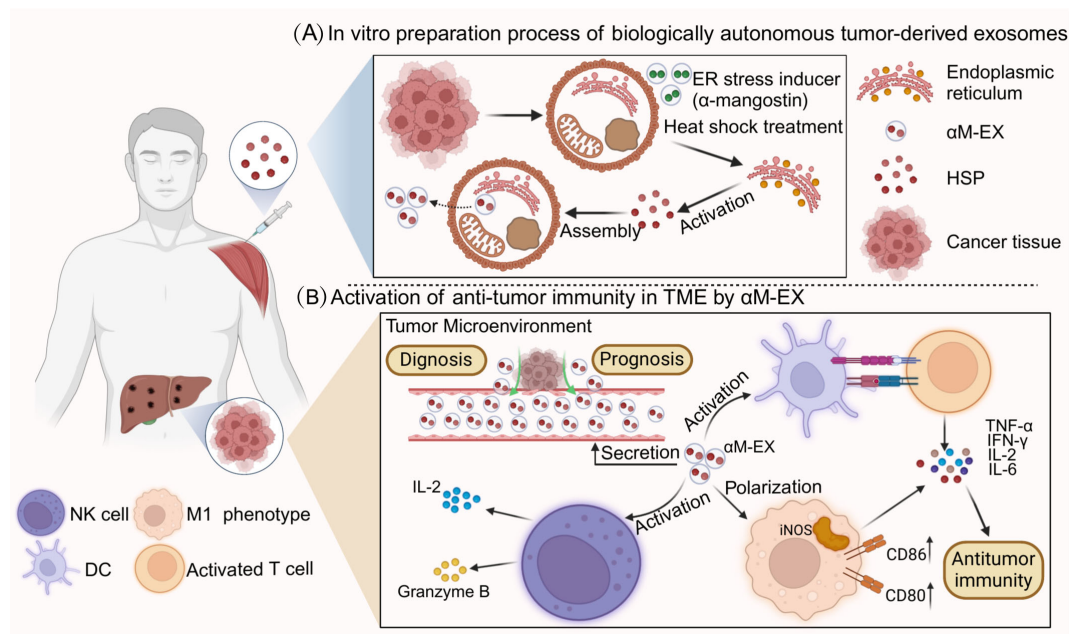 (A) In vitro preparation process of biologically autonomous tumor-derived exosomes
ER stress inducer
(α-mangostin)
Heat shock treatment
Activation
Assembly
Endoplasmic
reticulum
αM-EX
HSP
Cancer tissue
(B) Activation of anti-tumor immunity in TME by αM-EX
Tumor Microenvironment
Dignosis
Prognosis
Activation
Secretion
αM-EX
TNF-α
IFN-γ
IL-2
IL-6
IL-2
Activation
Polarization
iNOS
CD86
CD80
Granzyme B
Antitumor
immunity
NK cell
M1 phenotype
DC
Activated T cell